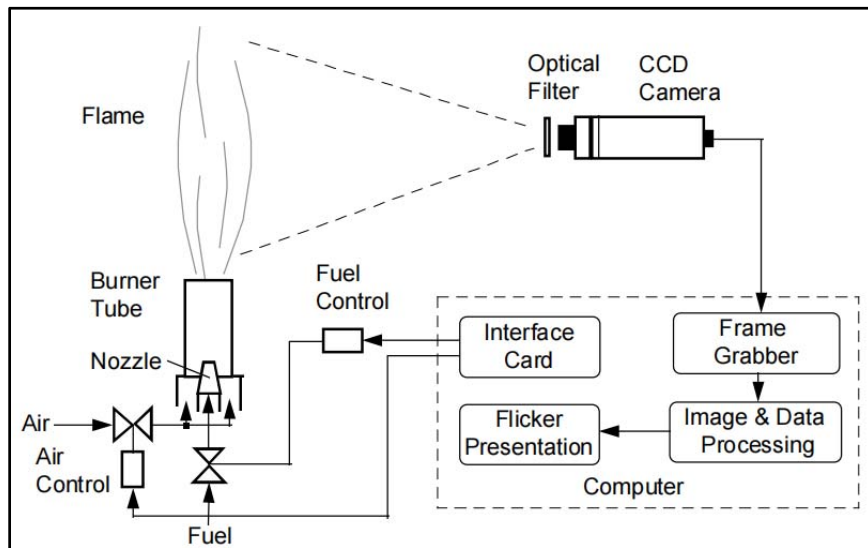 Optical
Filter
CCD
Camera
Flame
Burner
Tube
Fuel
Control
Nozzle
Interface
Card
Frame
Grabber
Air
Flicker
Presentation
Image & Data
Processing
Air
Control
Computer
Fuel